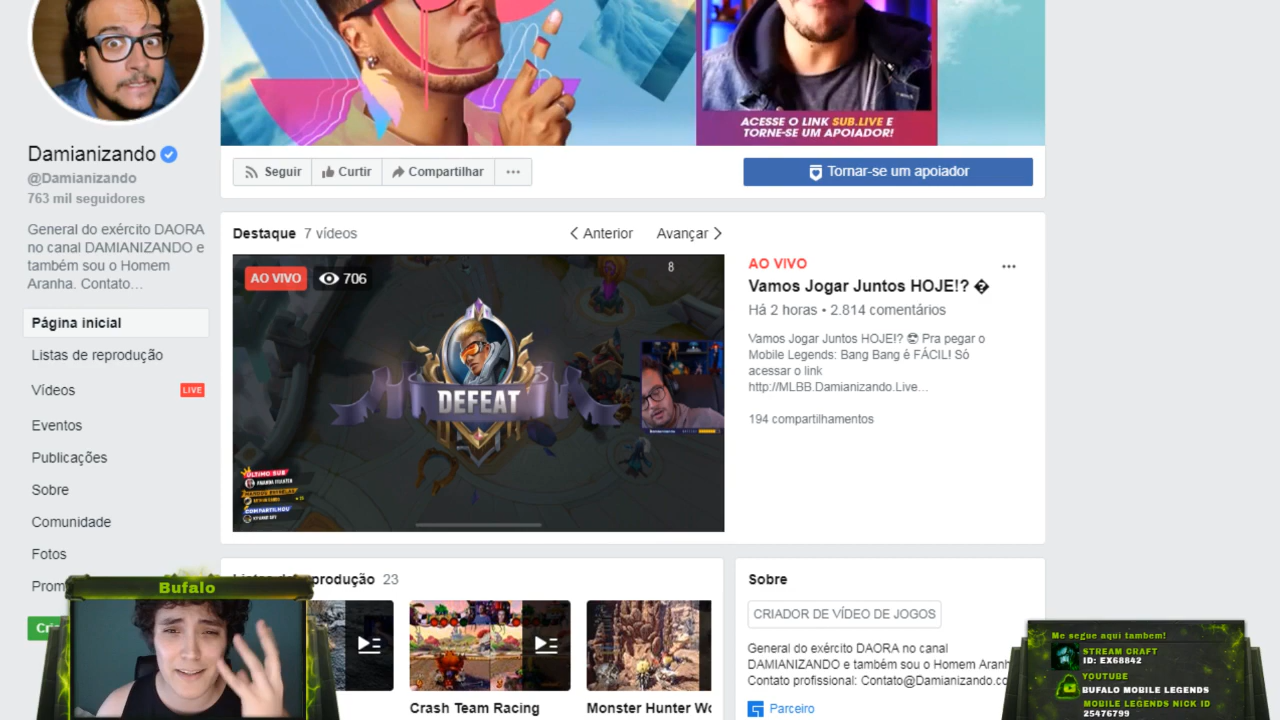 ACESSE O LINK SUB.LIVE E
TORNE-SE UM APOIADOR!
Damianizando
@Damianizando
763 mil seguidores
General do exército DAORA
no canal DAMIANIZANDO e
também sou o Homem
Aranha. Contato...
Seguir
Curtir
Compartilhar
Tornar-se um apoiador
Página inicial
Listas de reprodução
Vídeos
LIVE
Eventos
Publicações
Sobre
Comunidade
Fotos
Destaque 7 vídeos
Anterior
Avançar
AO VIVO
706
8
DEFEAT
ÚLTIMO SUB
COMPARTILHOU
AO VIVO
Vamos Jogar Juntos HOJE!? �
Há 2 horas • 2.814 comentários
Vamos Jogar Juntos HOJE!? 😎 Pra pegar o
Mobile Legends: Bang Bang é FÁCIL! Só
acessar o link
http://MLBB.Damianizando.Live...
194 compartilhamentos
reprodução 23
Crash Team Racing
Monster Hunter Wo
Sobre
CRIADOR DE VÍDEO DE JOGOS
General do exército DAORA no canal
DAMIANIZANDO e também sou o Homem Aranh
Contato profissional: Contato@Damianizando.co
Parceiro
Bufalo
Me segue aqui tambem!
STREAM CRAFT
ID: EX68842
YOUTUBE
BUFALO MOBILE LEGENDS
MOBILE LEGENDS NICK ID
25476799